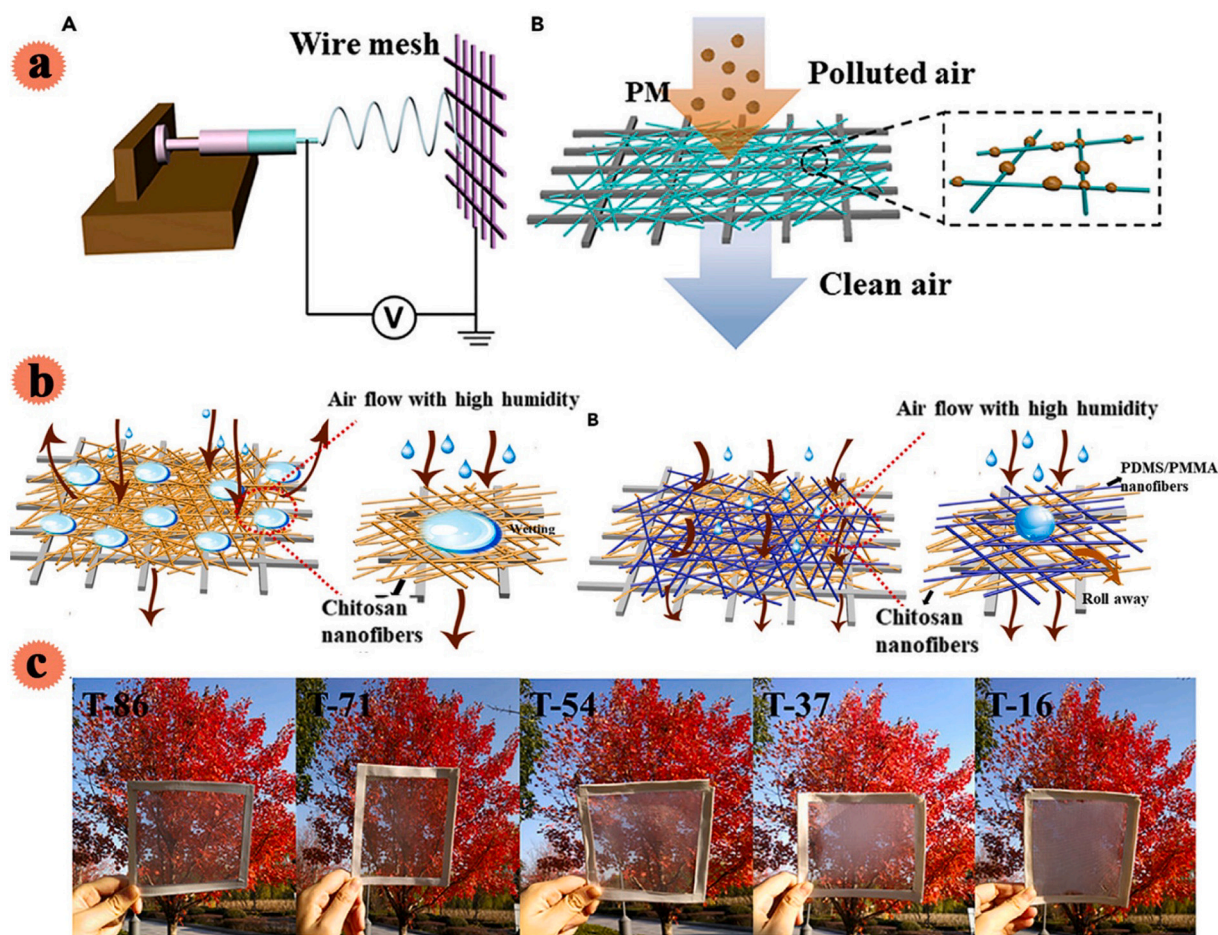 A
B
a
Wire mesh
PM
Polluted air
Clean air
V
b
Air flow with high humidity
Wetting
Chitosan
nanofibers
B
Air flow with high humidity
PDMS/PMMA
nanofibers
Chitosan
nanofibers
Roll away
c
T-86
T-71
T-54
T-37
T-16